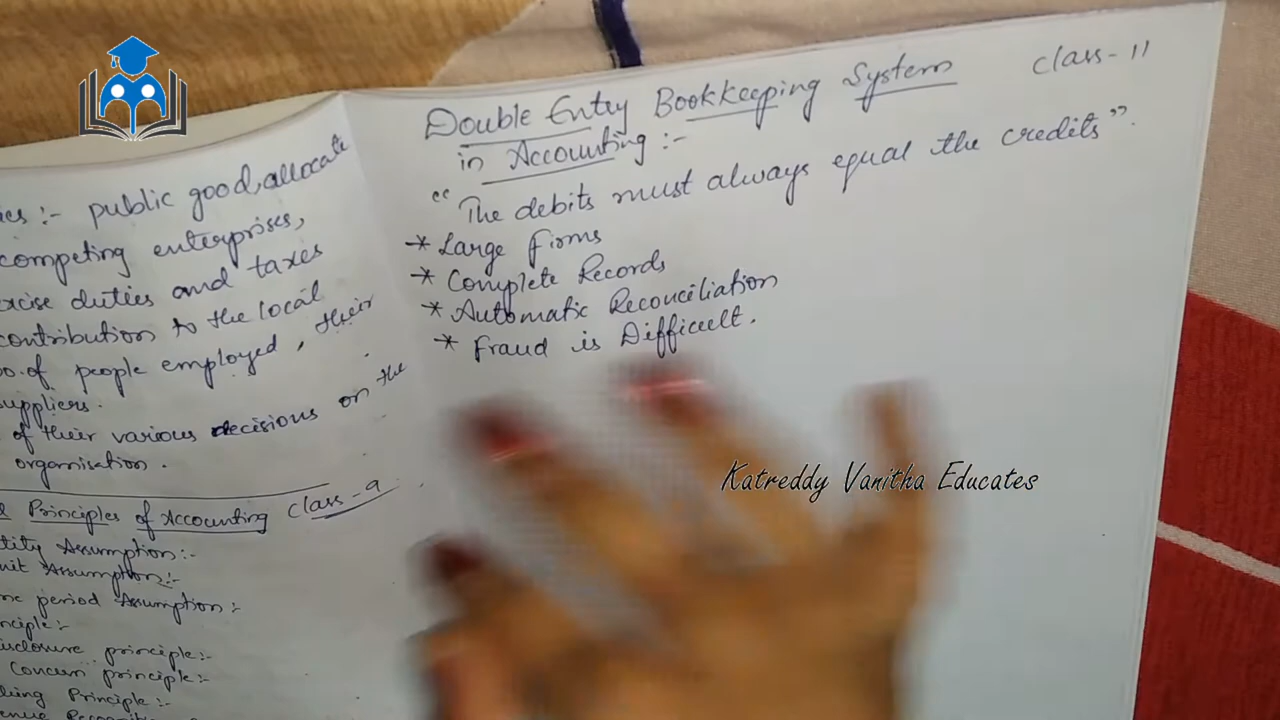 public good, allocate
competing enterprises,
duties and taxes
contribution to the local
of people employed, their
suppliers.
of their various decisions on the
organisation.
Principles of Accounting Class-9
Assumption:-
Assumption:-
period Assumption:-
principle:-
Concern principle:-
Principle:-
Double Entry Bookkeeping System Class-11
in Accounting:-
"The debits must always equal the credits".
* Large Firms
* Complete Records
* Automatic Reconciliation
* Fraud is Difficult.
Katreddy Vanitha Educates